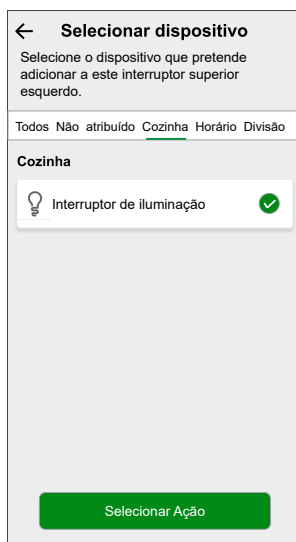 Selecionar dispositivo
Selecione o dispositivo que pretende
adicionar a este interruptor superior
esquerdo.
Todos Não atribuído Cozinha Horário Divisão
Cozinha
Interruptor de iluminação
Selecionar Ação